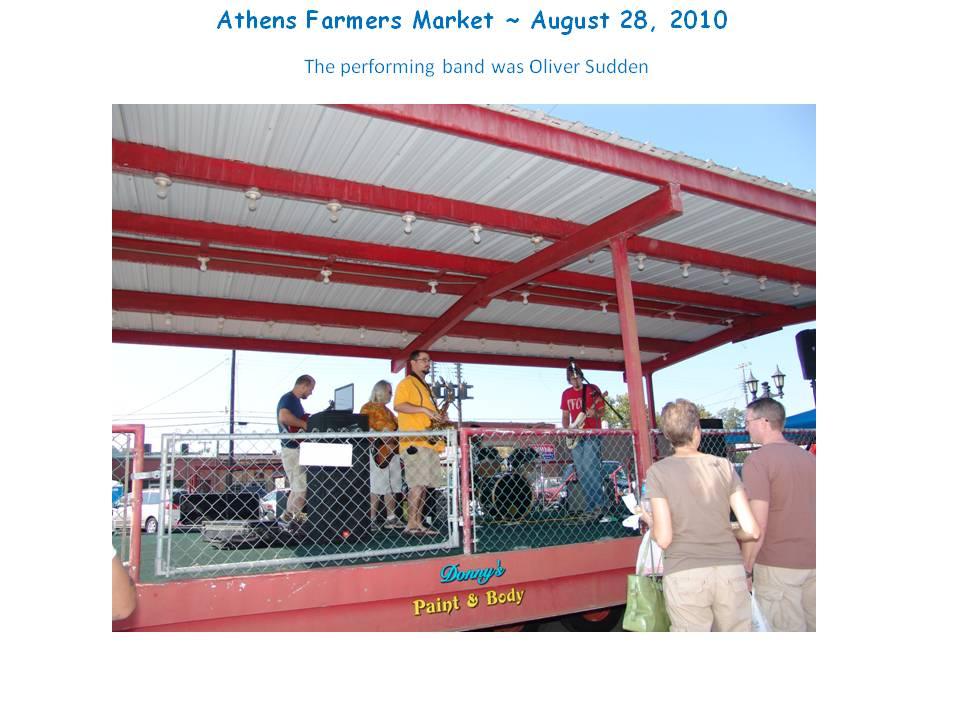 Athens Farmers Market ~ August 28, 2010
The performing band was Oliver Sudden
Donny's
Paint & Body